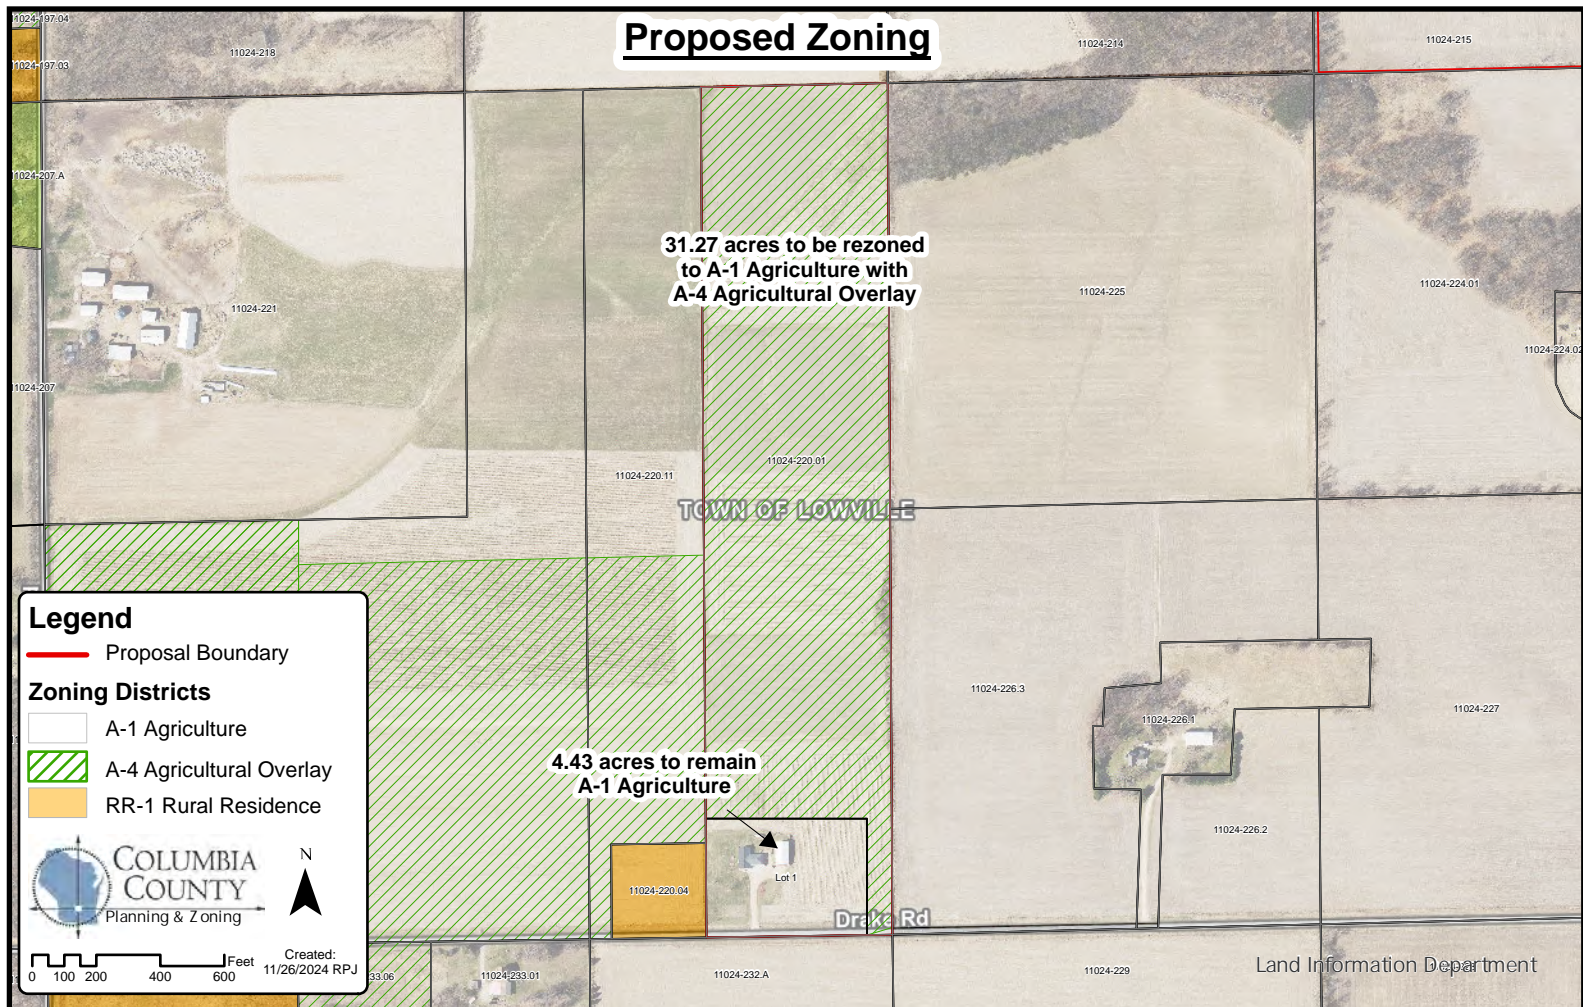 Proposed Zoning
11024-197.04
11024-218
11024-214
11024-215
11024-197.03
11024-207.A
31.27 acres to be rezoned
to A-1 Agriculture with
A-4 Agricultural Overlay
11024-221
11024-225
11024-224.01
11024-224.02
11024-207
11024-220.11
11024-220.01
TOWN OF LOWVILLE
11024-226.3
11024-226.1
11024-227
4.43 acres to remain
A-1 Agriculture
11024-226.2
Lot 1
11024-220.04
Drake Rd
11024-233.01
11024-232.A
11024-229
Land Information Department
Legend
Proposal Boundary
Zoning Districts
A-1 Agriculture
A-4 Agricultural Overlay
RR-1 Rural Residence
COLUMBIA
COUNTY
Planning & Zoning
N
Feet
0 100 200 400 600
Created:
11/26/2024 RPJ
33.06